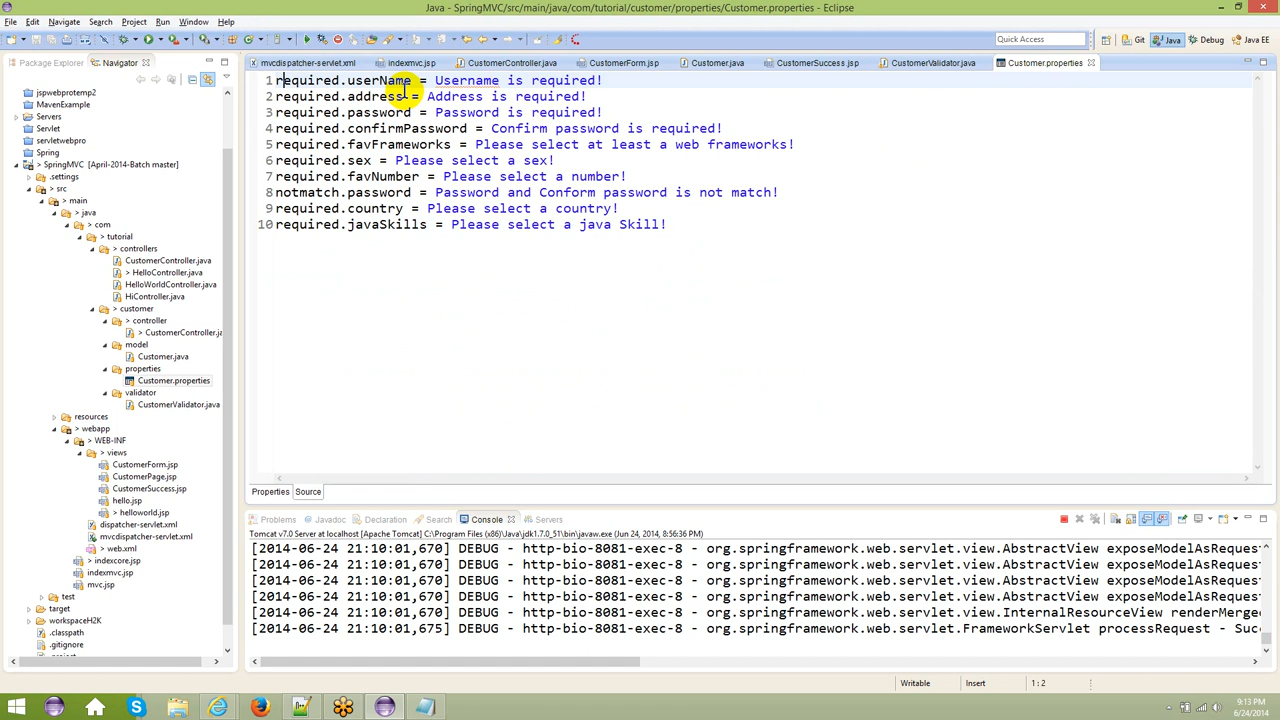 Java - SpringMVC/src/main/java/com/tutorial/customer/properties/Customer.properties - Eclipse
File Edit Navigate Search Project Run Window Help
Quick Access Git Java Debug Java EE
Package Explorer Navigator
mvcdispatcher-servlet.xml indexmvc.jsp CustomerController.java CustomerForm.jsp Customer.java CustomerSuccess.jsp CustomerValidator.java Customer.properties
jspwebprotemp2
MavenExample
Servers
Servlet
servletwebpro
Spring
> SpringMVC [April-2014-Batch master]
.settings
> src
> main
> java
> com
> tutorial
> controllers
CustomerController.java
> HelloController.java
HelloWorldController.java
HiController.java
> customer
> controller
> CustomerController.ja
model
Customer.java
properties
Customer.properties
validator
CustomerValidator.java
resources
> webapp
> WEB-INF
> views
CustomerForm.jsp
CustomerPage.jsp
CustomerSuccess.jsp
hello.jsp
> helloworld.jsp
dispatcher-servlet.xml
mvcdispatcher-servlet.xml
> web.xml
> indexcore.jsp
indexmvc.jsp
mvc.jsp
> test
target
workspaceH2K
.classpath
.gitignore
.project
1 required.userName = Username is required!
2 required.address = Address is required!
3 required.password = Password is required!
4 required.confirmPassword = Confirm password is required!
5 required.favFrameworks = Please select at least a web frameworks!
6 required.sex = Please select a sex!
7 required.favNumber = Please select a number!
8 notmatch.password = Password and Conform password is not match!
9 required.country = Please select a country!
10 required.javaSkills = Please select a java Skill!
Properties Source
Problems Javadoc Declaration Search Console Servers
Tomcat v7.0 Server at localhost [Apache Tomcat] C:\Program Files (x86)\Java\jdk1.7.0_51\bin\javaw.exe (Jun 24, 2014, 8:56:36 PM)
[2014-06-24 21:10:01,670] DEBUG - http-bio-8081-exec-8 - org.springframework.web.servlet.view.AbstractView exposeModelAsRequest
[2014-06-24 21:10:01,670] DEBUG - http-bio-8081-exec-8 - org.springframework.web.servlet.view.AbstractView exposeModelAsRequest
[2014-06-24 21:10:01,670] DEBUG - http-bio-8081-exec-8 - org.springframework.web.servlet.view.AbstractView exposeModelAsRequest
[2014-06-24 21:10:01,670] DEBUG - http-bio-8081-exec-8 - org.springframework.web.servlet.view.AbstractView exposeModelAsRequest
[2014-06-24 21:10:01,670] DEBUG - http-bio-8081-exec-8 - org.springframework.web.servlet.view.InternalResourceView renderMerged
[2014-06-24 21:10:01,675] DEBUG - http-bio-8081-exec-8 - org.springframework.web.servlet.FrameworkServlet processRequest - Succ
Writable Insert 1 : 2
9:13 PM
6/24/2014